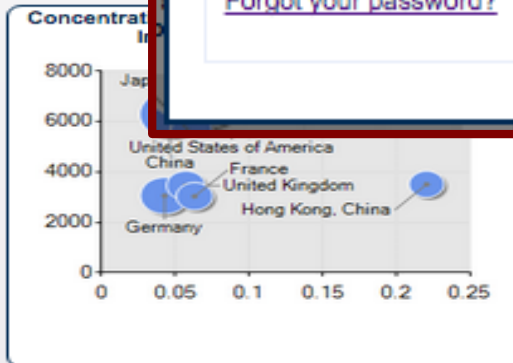 Forgot your password?
Concentrat
In
8000
Jap
6000
United States of America
China
France
4000
United Kingdom
Hong Kong, China
2000
Germany
0
0 0.05 0.1 0.15 0.2 0.25